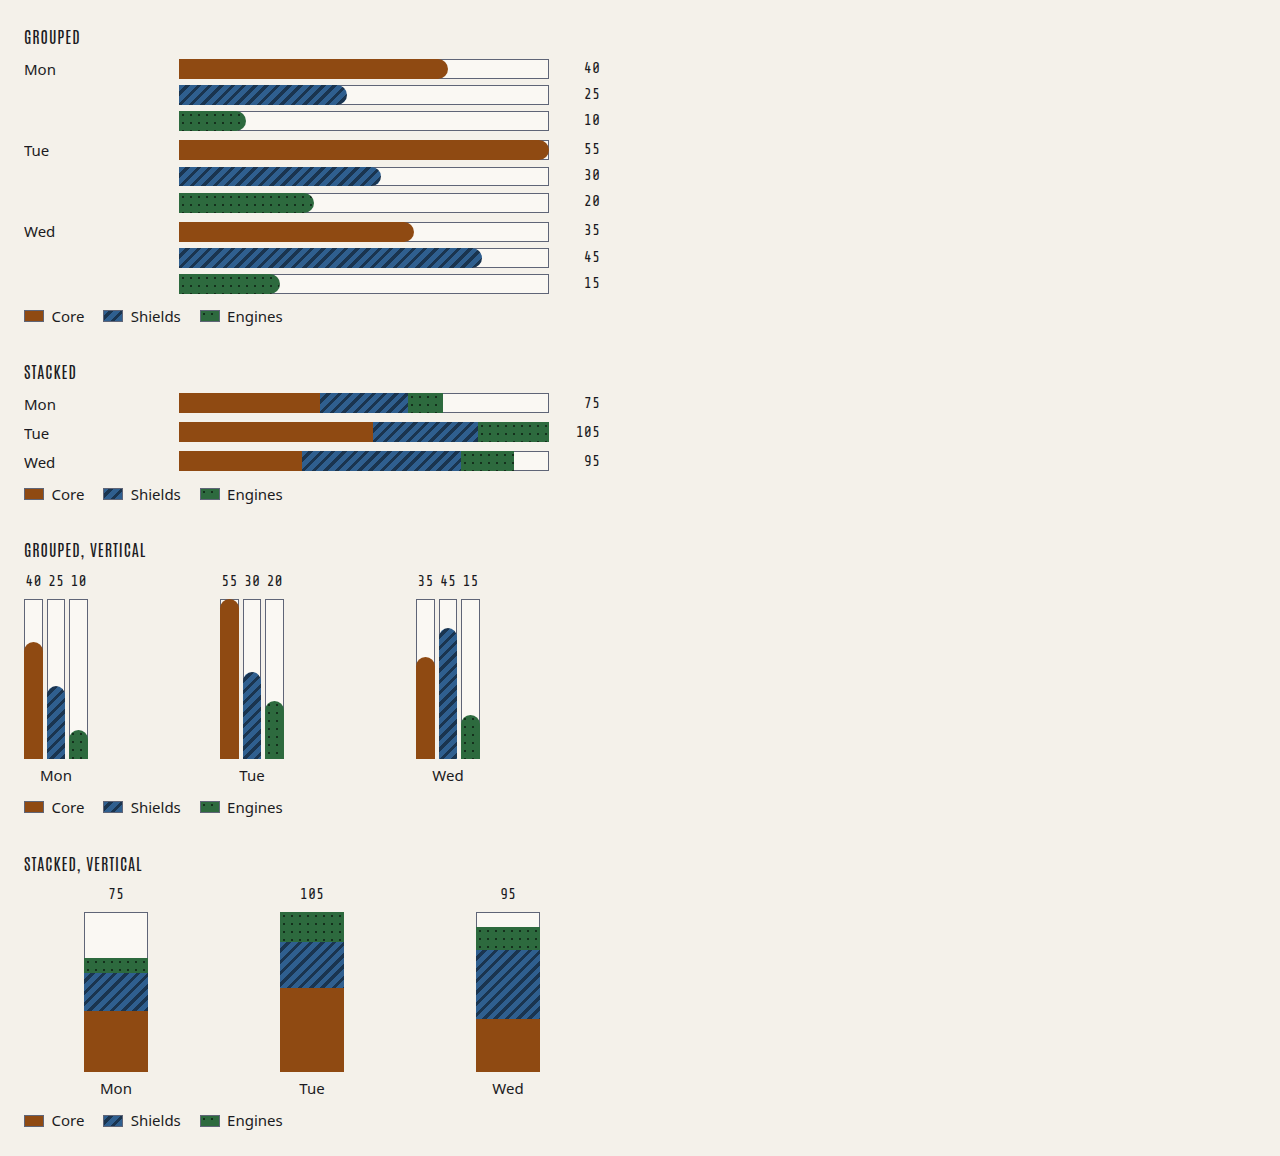 GROUPED
Mon 40
25
10
Tue 55
30
20
Wed 35
45
15
Core Shields Engines
STACKED
Mon 75
Tue 105
Wed 95
Core Shields Engines
GROUPED, VERTICAL
40 25 10 55 30 20 35 45 15
Mon Tue Wed
Core Shields Engines
STACKED, VERTICAL
75 105 95
Mon Tue Wed
Core Shields Engines